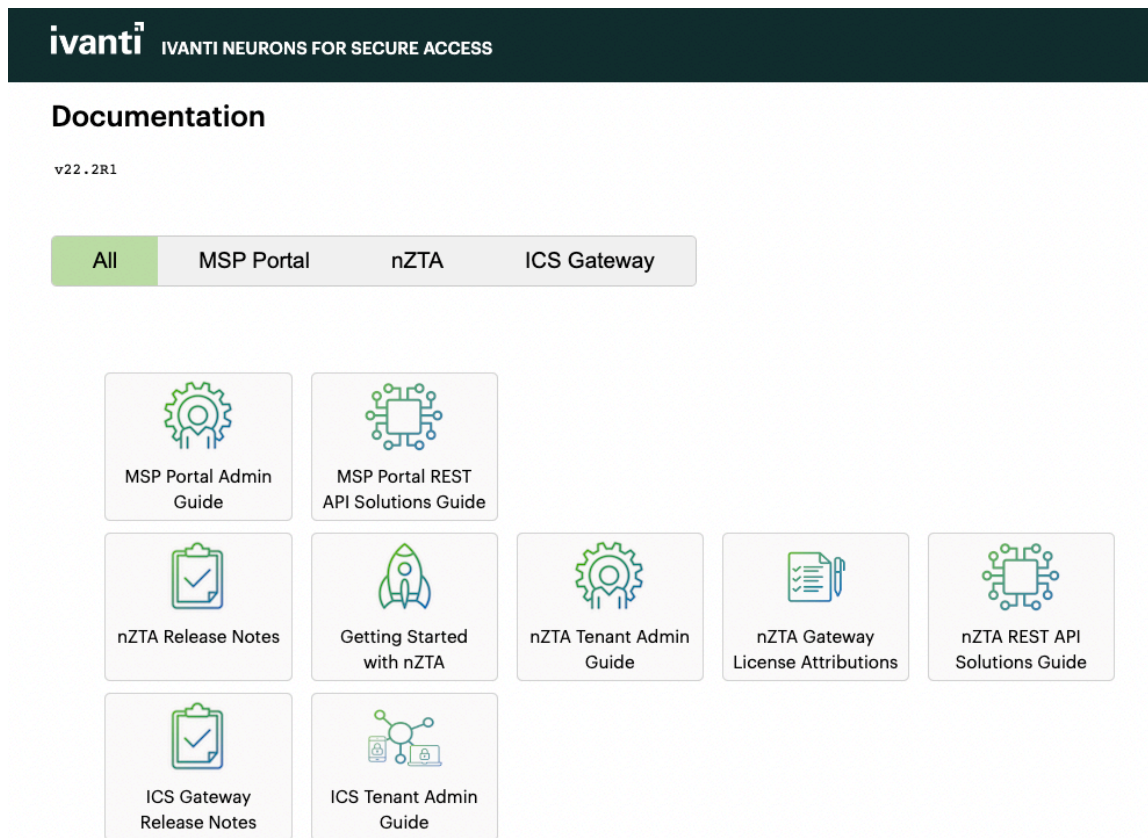 ivanti IVANTI NEURONS FOR SECURE ACCESS
Documentation
v22.2R1
All MSP Portal nZTA ICS Gateway
MSP Portal Admin
Guide
MSP Portal REST
API Solutions Guide
nZTA Release Notes
Getting Started
with nZTA
nZTA Tenant Admin
Guide
nZTA Gateway
License Attributions
nZTA REST API
Solutions Guide
ICS Gateway
Release Notes
ICS Tenant Admin
Guide